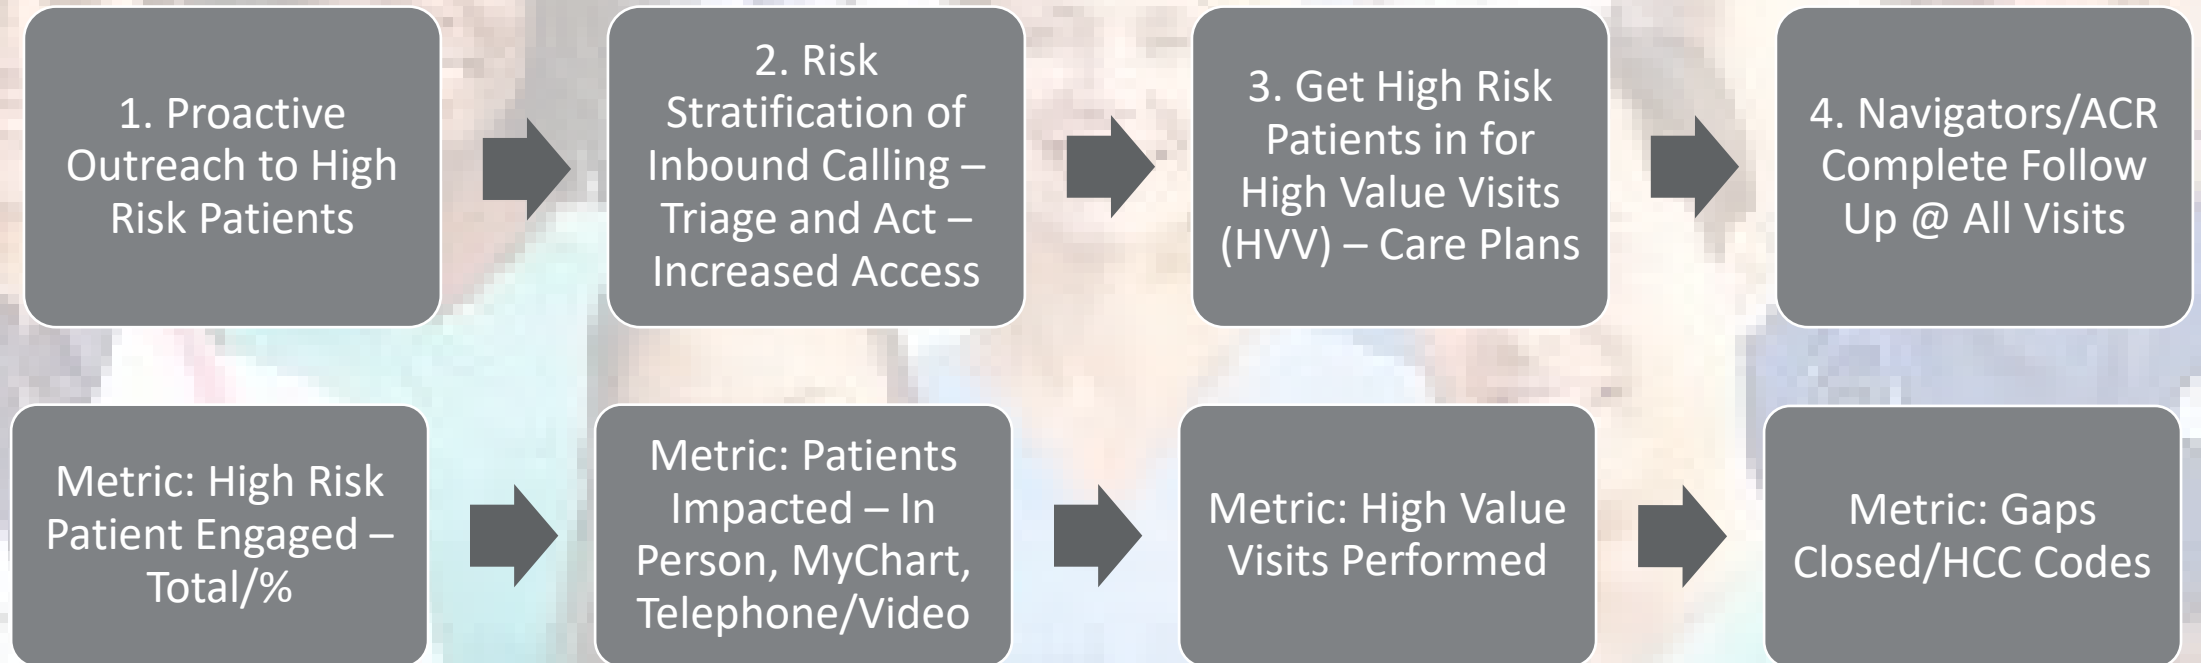 1. Proactive
Outreach to High
Risk Patients
2. Risk
Stratification of
Inbound Calling –
Triage and Act –
Increased Access
3. Get High Risk
Patients in for
High Value Visits
(HVV) – Care Plans
4. Navigators/ACR
Complete Follow
Up @ All Visits
Metric: High Risk
Patient Engaged –
Total/%
Metric: Patients
Impacted – In
Person, MyChart,
Telephone/Video
Metric: High Value
Visits Performed
Metric: Gaps
Closed/HCC Codes